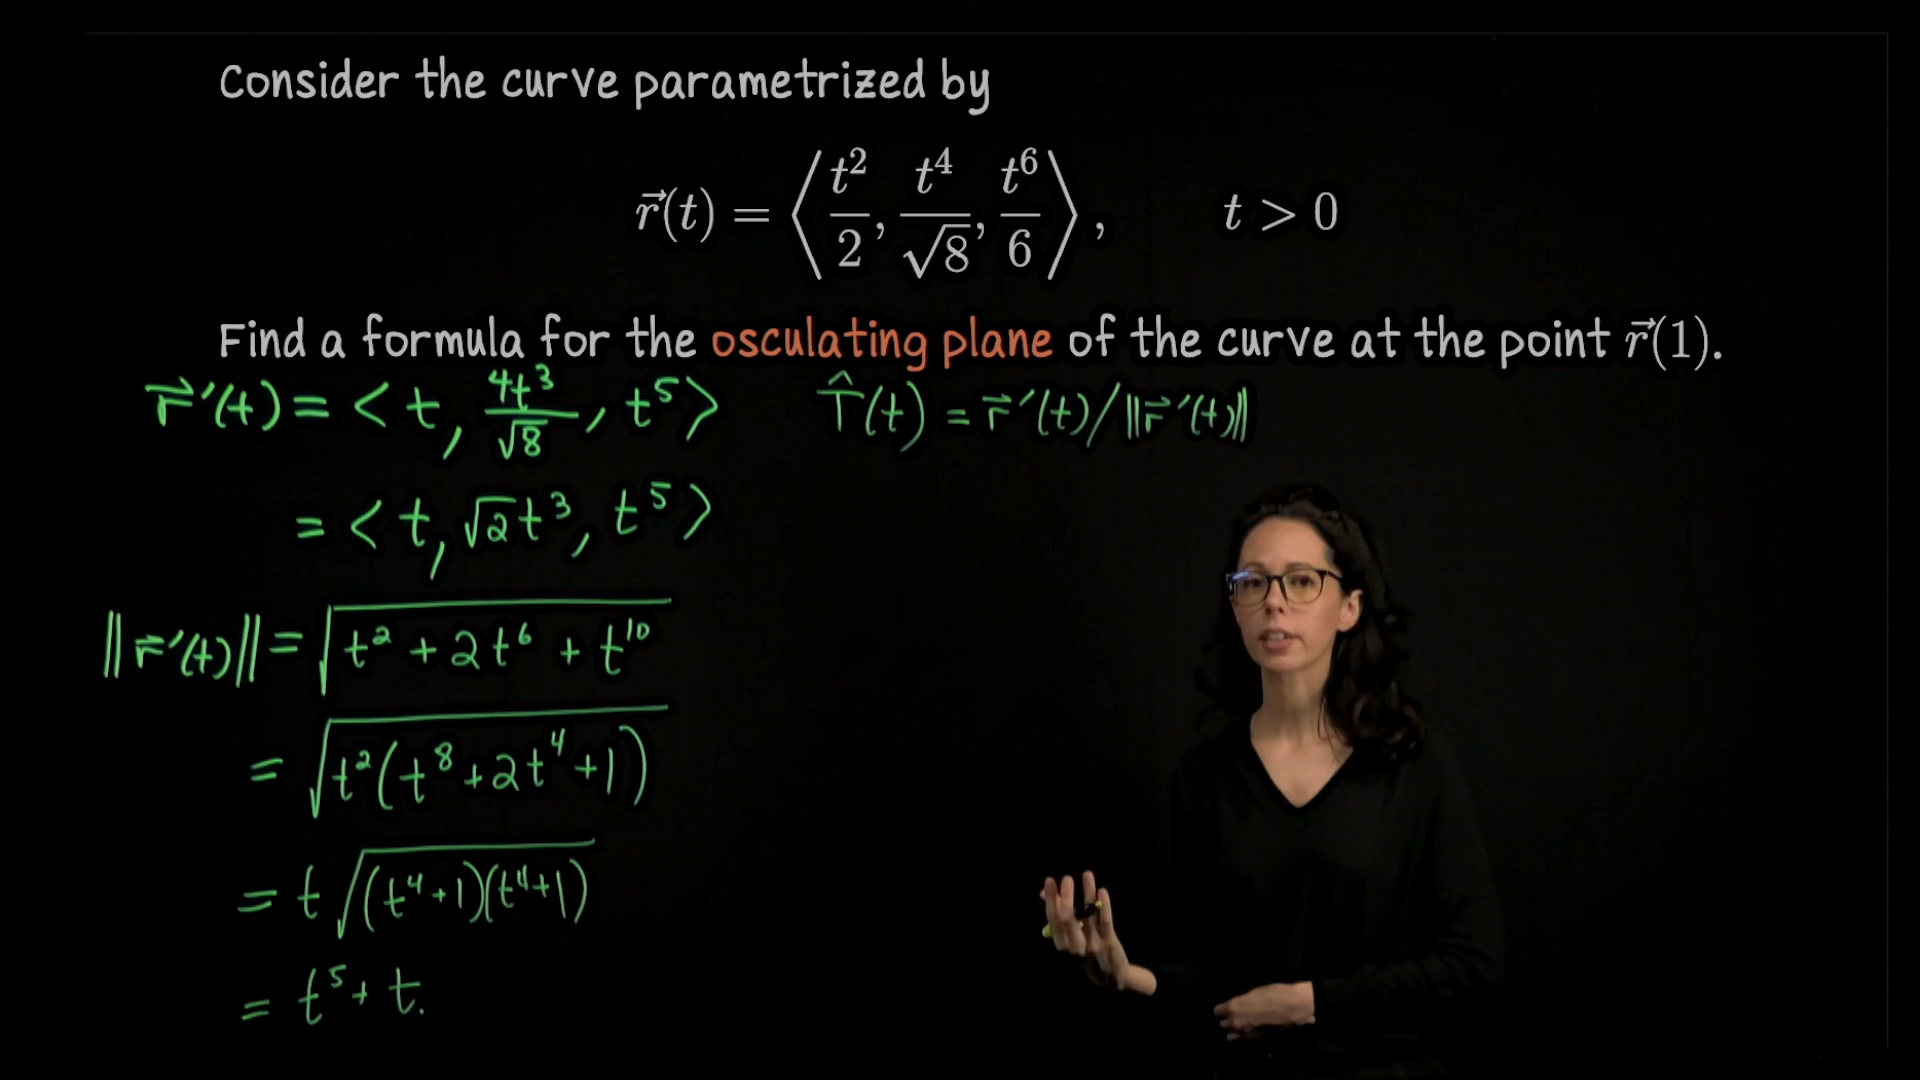 Consider the curve parametrized by
r⃗(t) = ⟨t²/2, t⁴/√8, t⁶/6⟩, t > 0
Find a formula for the osculating plane of the curve at the point r⃗(1).
r⃗′(t) = < t, 4t³/√8, t⁵ >
T̂(t) = r⃗′(t)/‖r⃗′(t)‖
= < t, √2t³, t⁵ >
‖r⃗′(t)‖ = √(t² + 2t⁶ + t¹⁰)
= √(t²(t⁸+2t⁴+1))
= t√((t⁴+1)(t⁴+1))
= t⁵ + t.